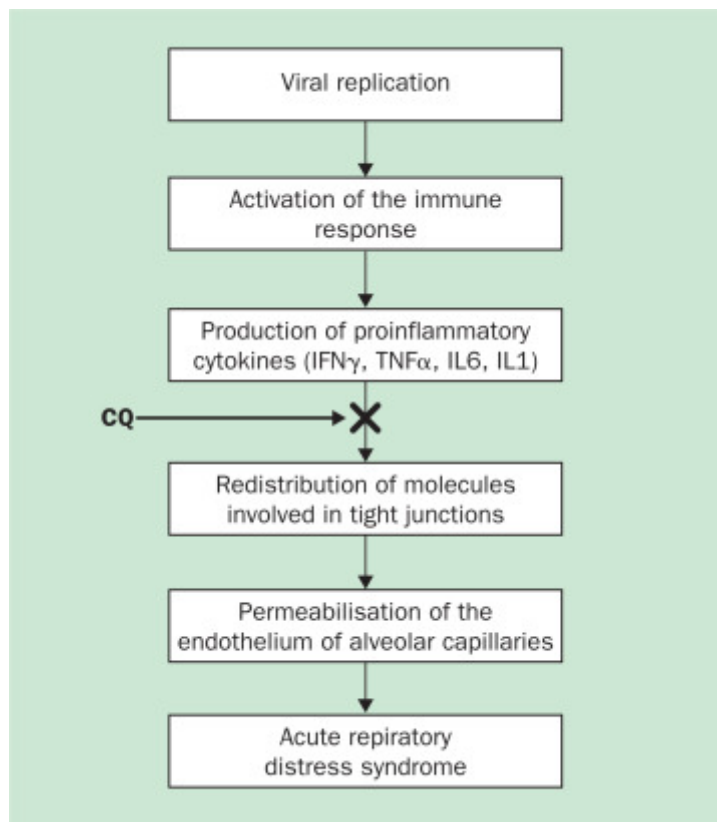 Viral replication
Activation of the immune
response
Production of proinflammatory
cytokines (IFNγ, TNFα, IL6, IL1)
CQ
Redistribution of molecules
involved in tight junctions
Permeabilisation of the
endothelium of alveolar capillaries
Acute repiratory
distress syndrome